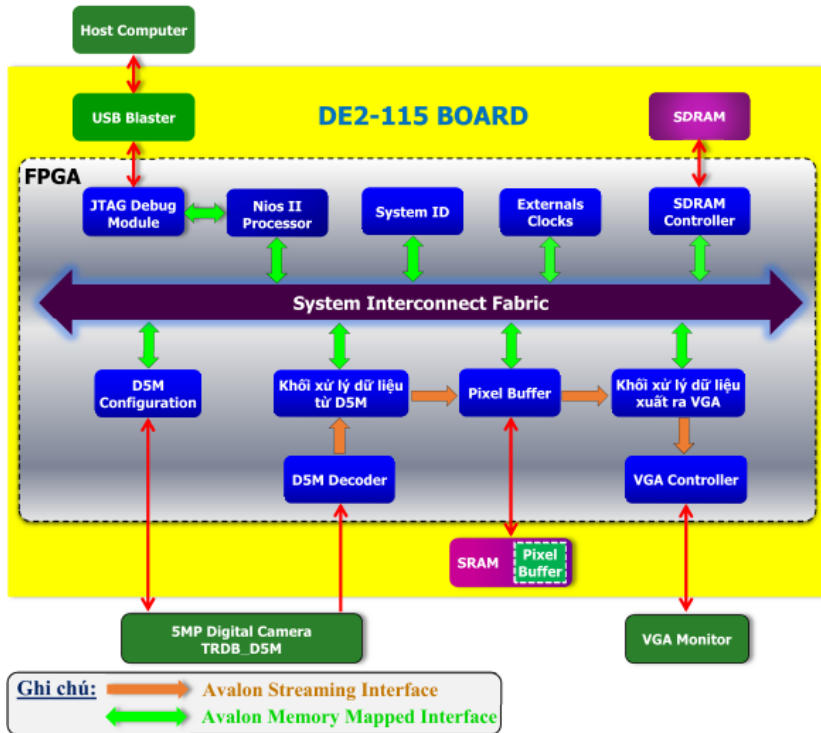 Host Computer
USB Blaster
DE2-115 BOARD
SDRAM
FPGA
JTAG Debug
Module
Nios II
Processor
System ID
Externals
Clocks
SDRAM
Controller
System Interconnect Fabric
D5M
Configuration
Khối xử lý dữ liệu
từ D5M
Pixel Buffer
Khối xử lý dữ liệu
xuất ra VGA
D5M Decoder
VGA Controller
SRAM
Pixel
Buffer
5MP Digital Camera
TRDB_D5M
VGA Monitor
Ghi chú:
Avalon Streaming Interface
Avalon Memory Mapped Interface